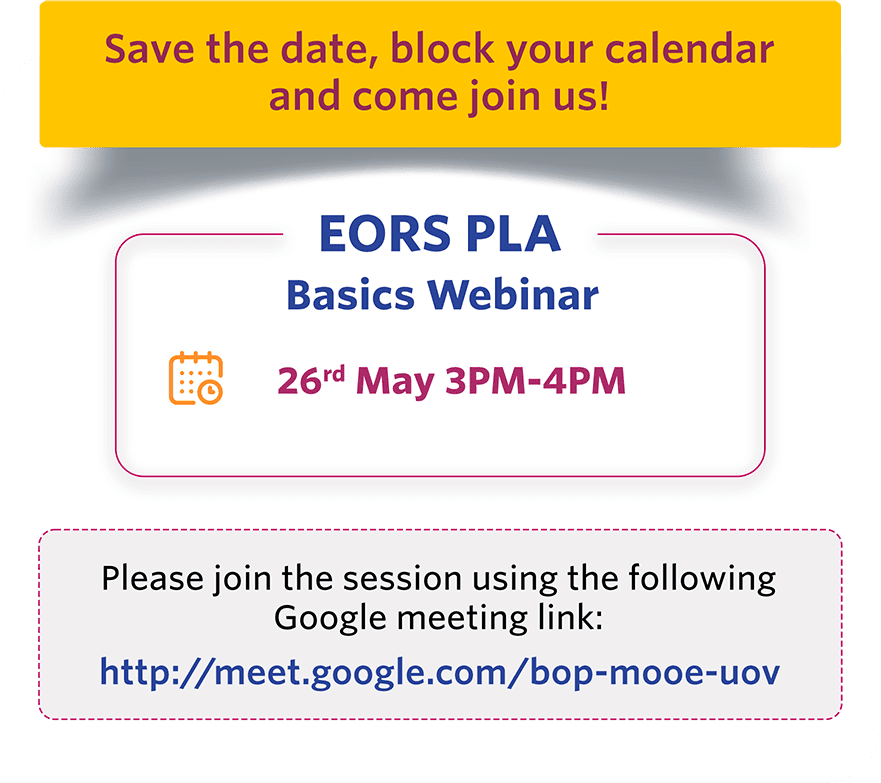 Save the date, block your calendar
and come join us!
EORS PLA
Basics Webinar
26rd May 3PM-4PM
Please join the session using the following
Google meeting link:
http://meet.google.com/bop-mooe-uov